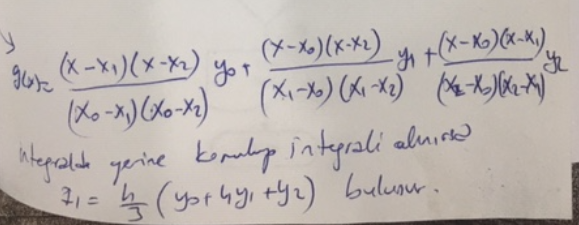 g(x)= (x-x₁)(x-x₂) / (x₀-x₁)(x₀-x₂) y₀ + (x-x₀)(x-x₂) / (x₁-x₀)(x₁-x₂) y₁ + (x-x₀)(x-x₁) / (x₂-x₀)(x₂-x₁) y₂
integralde yerine konulup integrali alınırsa
I₁ = h/3 (y₀+4y₁+y₂) bulunur.